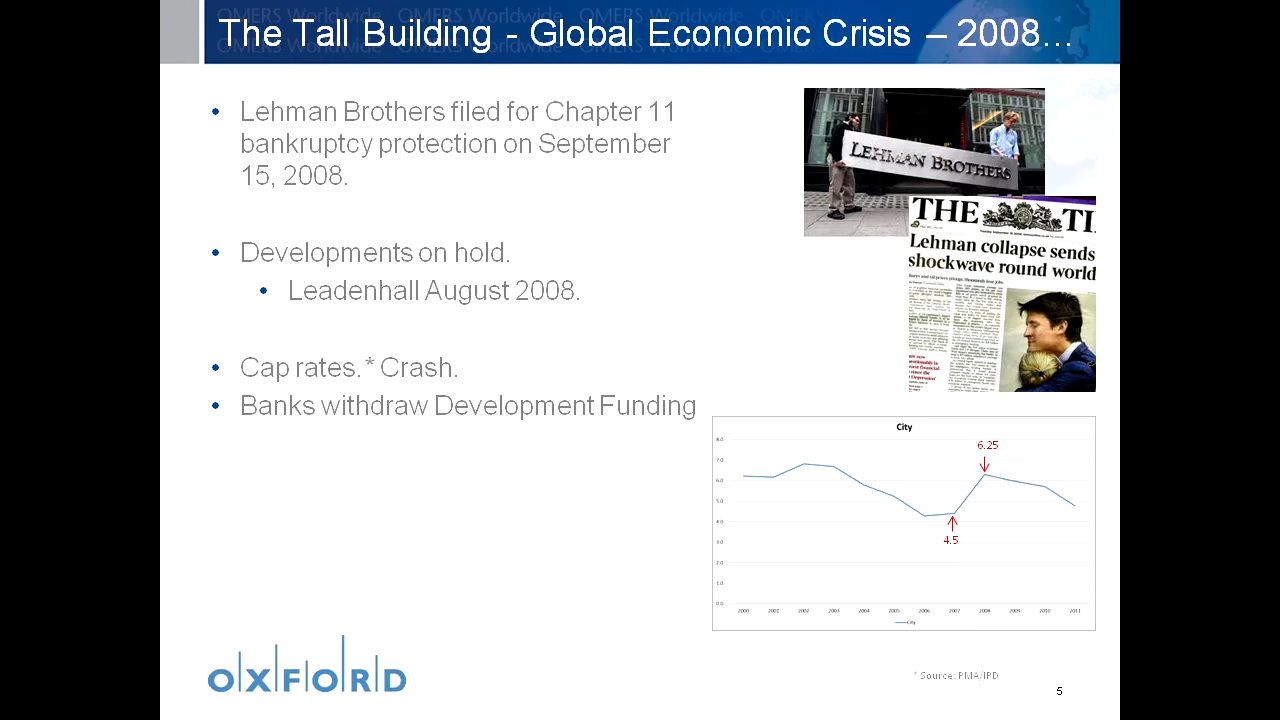 The Tall Building - Global Economic Crisis – 2008…
• Lehman Brothers filed for Chapter 11
bankruptcy protection on September
15, 2008.
• Developments on hold.
• Leadenhall August 2008.
• Cap rates.* Crash.
• Banks withdraw Development Funding
LEHMAN BROTHERS
THE TI
Lehman collapse sends
shockwave round world
City
8.0
7.0
6.0
5.0
4.0
3.0
2.0
1.0
0.0
6.25
4.5
2000 2001 2002 2003 2004 2005 2006 2007 2008 2009 2010 2011
City
OXFORD
* Source: PMA/IPD
5